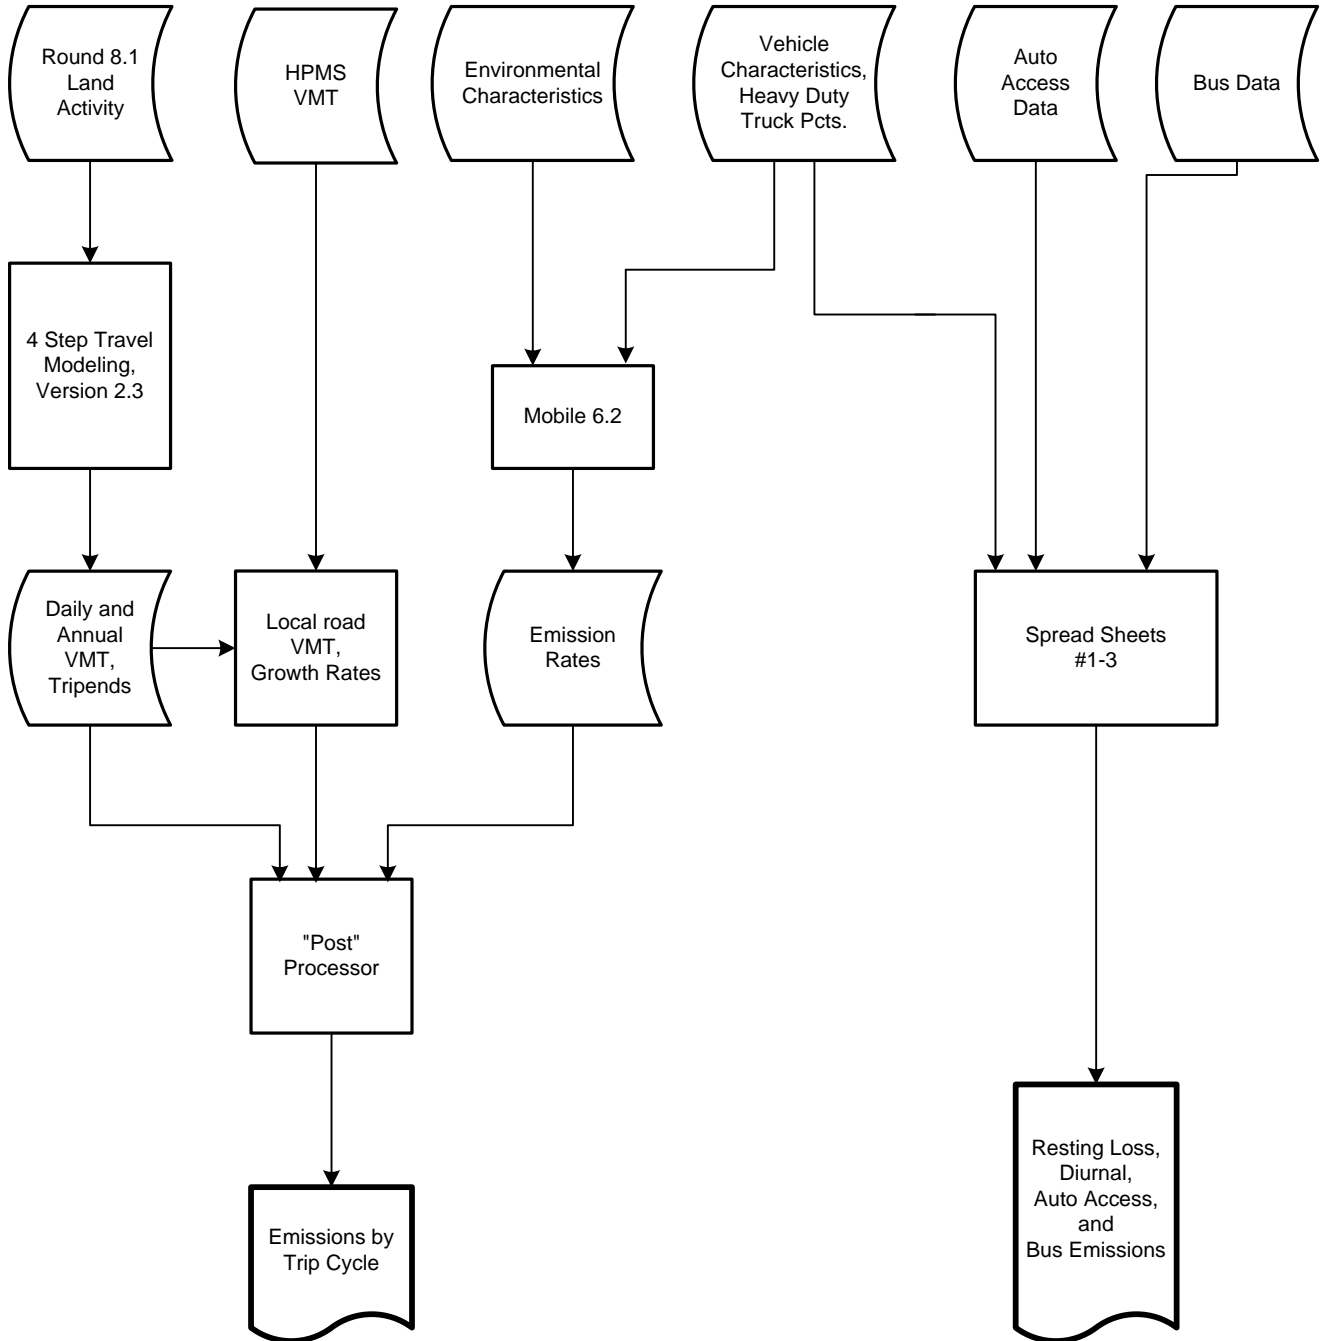 Round 8.1
Land
Activity
HPMS
VMT
Environmental
Characteristics
Vehicle
Characteristics,
Heavy Duty
Truck Pcts.
Auto
Access
Data
Bus Data
4 Step Travel
Modeling,
Version 2.3
Mobile 6.2
Daily and
Annual
VMT,
Tripends
Local road
VMT,
Growth Rates
Emission
Rates
Spread Sheets
#1-3
"Post"
Processor
Emissions by
Trip Cycle
Resting Loss,
Diurnal,
Auto Access,
and
Bus Emissions